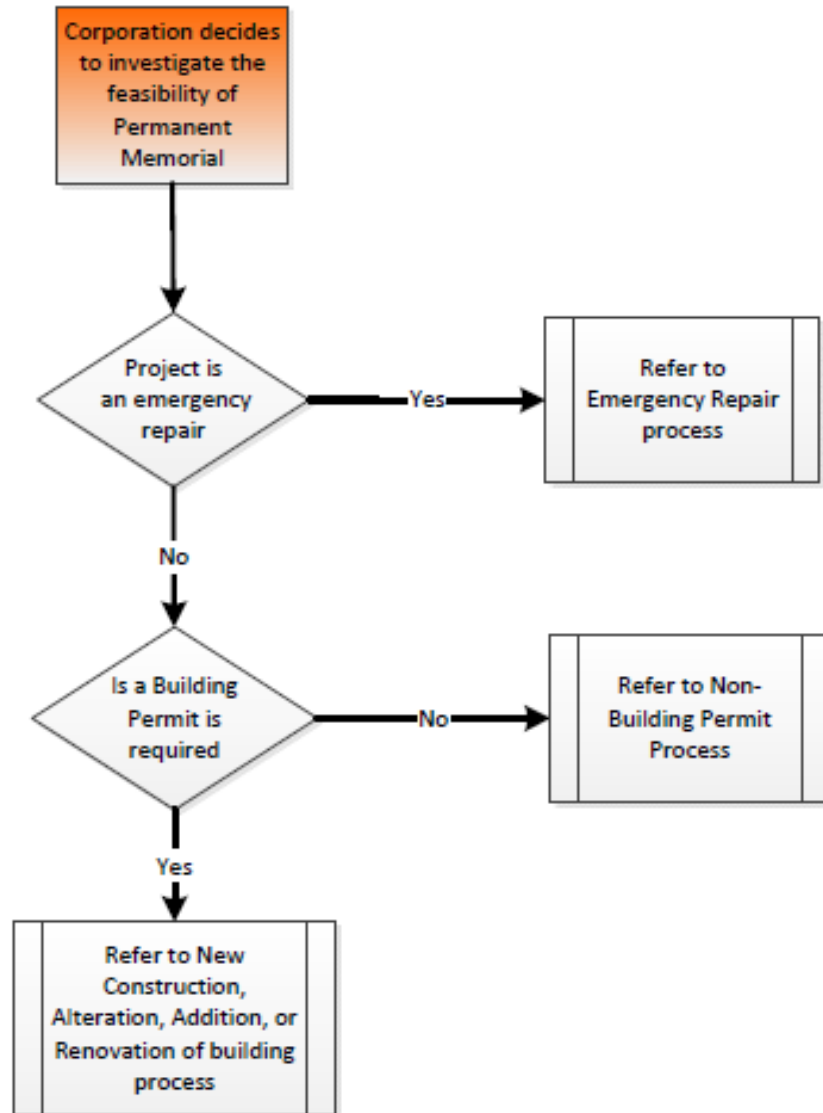 Corporation decides
to investigate the
feasibility of
Permanent
Memorial
Project is
an emergency
repair
Yes
Refer to
Emergency Repair
process
No
Is a Building
Permit is
required
No
Refer to Non-
Building Permit
Process
Yes
Refer to New
Construction,
Alteration, Addition, or
Renovation of building
process